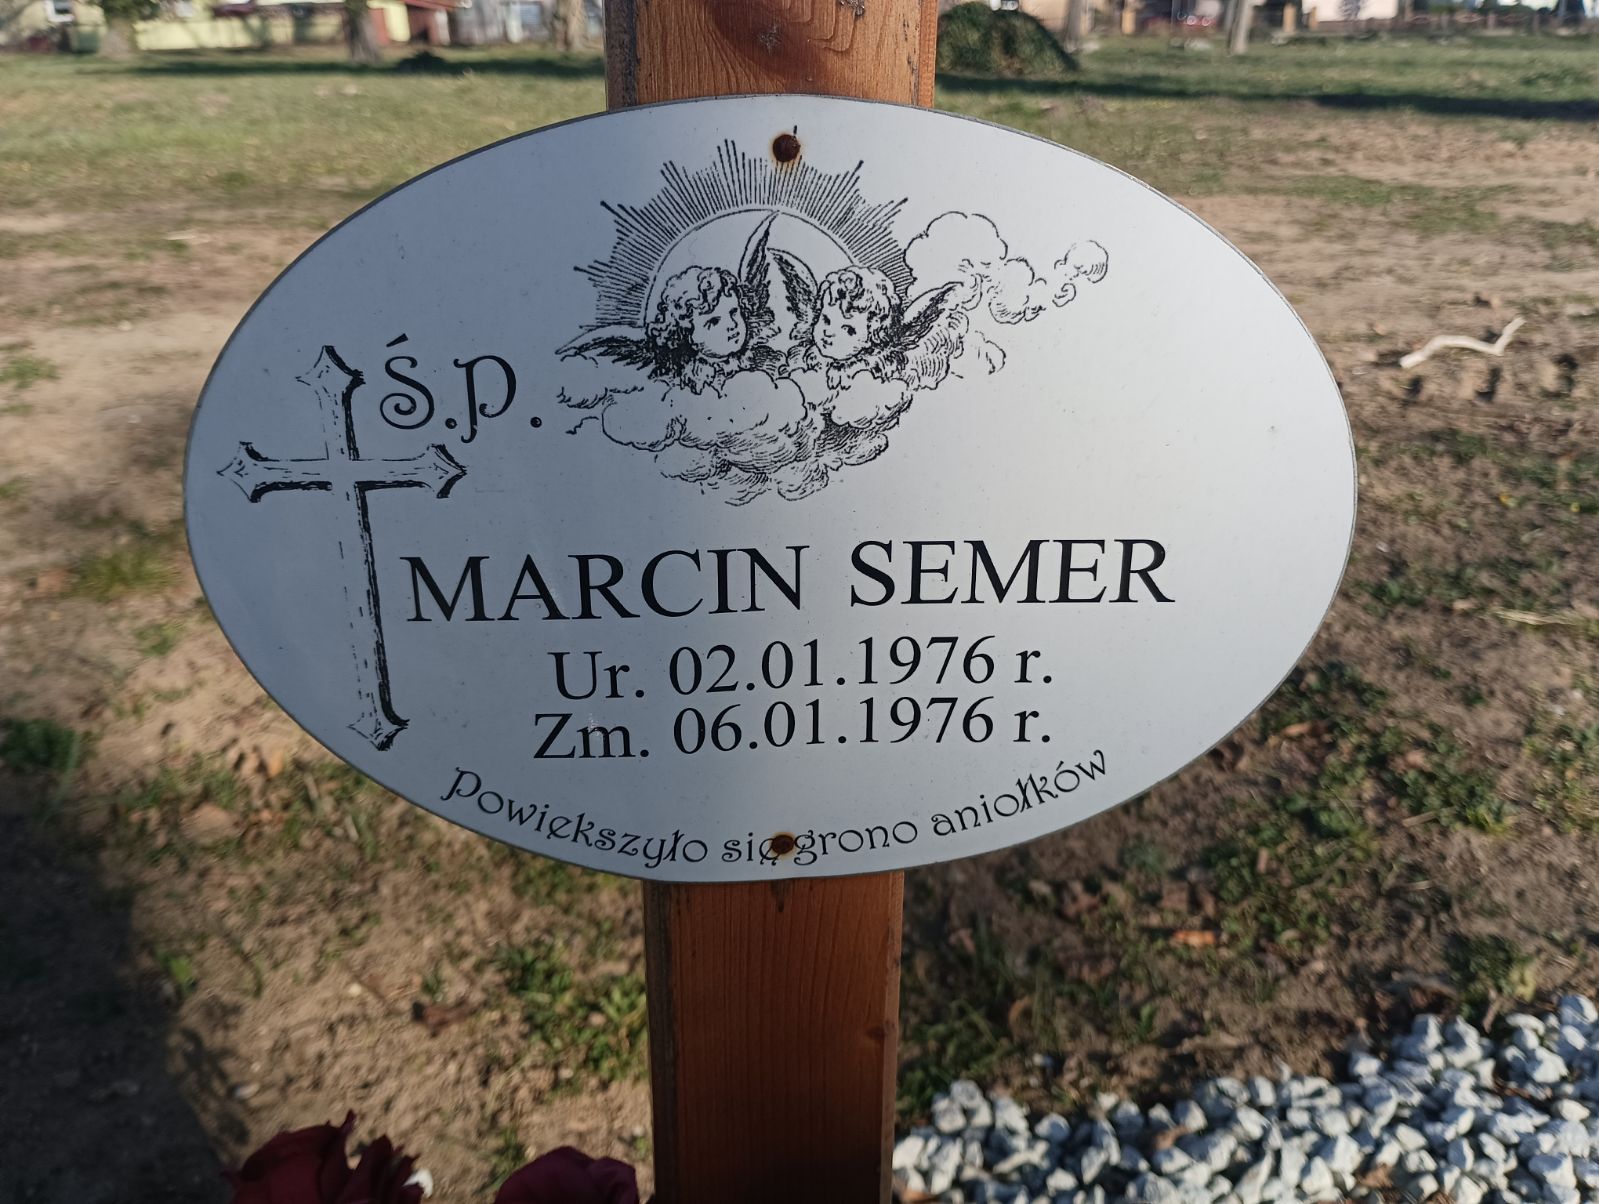 Ś.P.
MARCIN SEMER
Ur. 02.01.1976 r.
Zm. 06.01.1976 r.
Powiększyło się grono aniołków